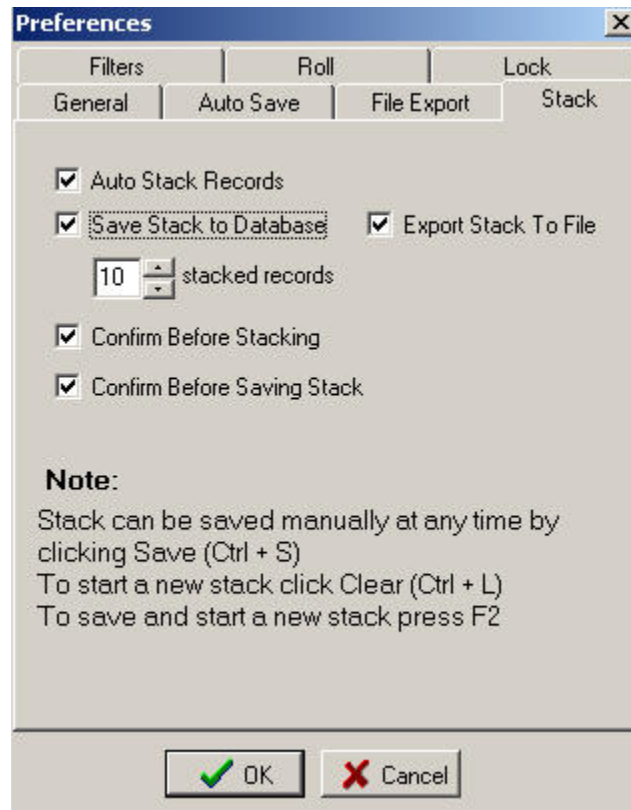 Preferences
Filters Roll Lock
General Auto Save File Export Stack
Auto Stack Records
Save Stack to Database Export Stack To File
10 stacked records
Confirm Before Stacking
Confirm Before Saving Stack
Note:
Stack can be saved manually at any time by
clicking Save (Ctrl + S)
To start a new stack click Clear (Ctrl + L)
To save and start a new stack press F2
OK Cancel